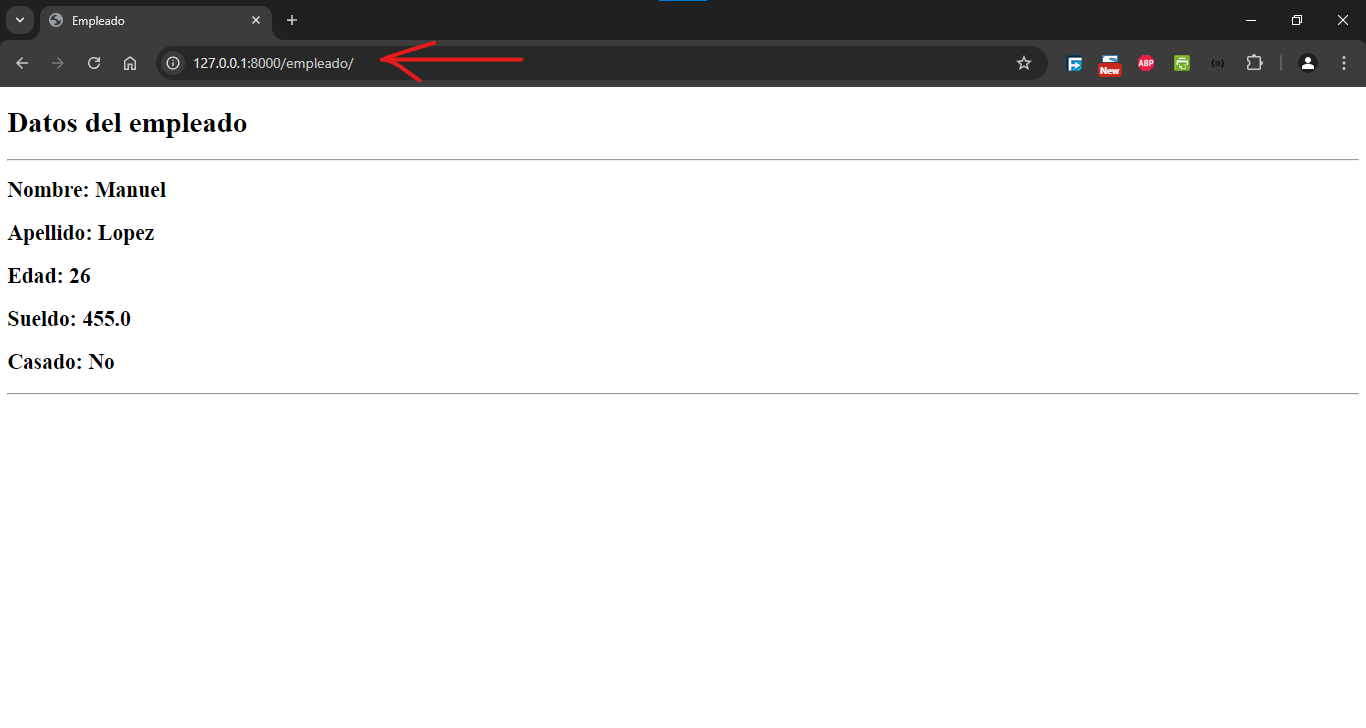 Empleado
127.0.0.1:8000/empleado/
New
ABP
Datos del empleado
Nombre: Manuel
Apellido: Lopez
Edad: 26
Sueldo: 455.0
Casado: No